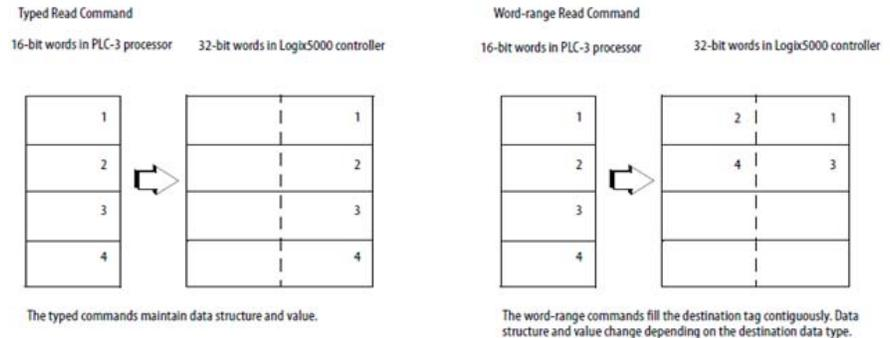 Typed Read Command
16-bit words in PLC-3 processor
32-bit words in Logix5000 controller
1
1
2
2
3
3
4
4
The typed commands maintain data structure and value.
Word-range Read Command
16-bit words in PLC-3 processor
32-bit words in Logix5000 controller
1
2
1
2
4
3
3
4
The word-range commands fill the destination tag contiguously. Data
structure and value change depending on the destination data type.